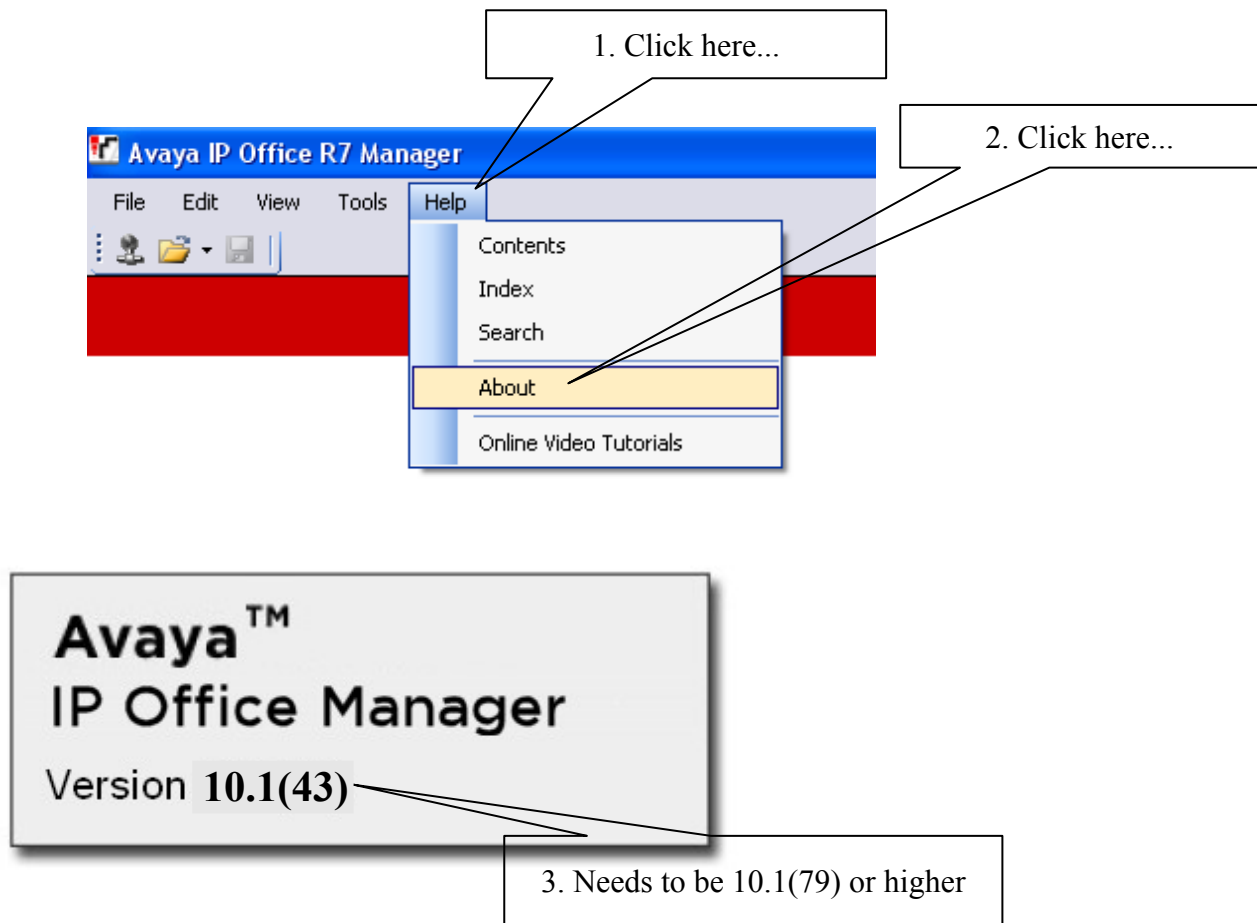 1. Click here...
2. Click here...
Avaya IP Office R7 Manager
File Edit View Tools Help
Contents
Index
Search
About
Online Video Tutorials
Avaya™
IP Office Manager
Version 10.1(43)
3. Needs to be 10.1(79) or higher